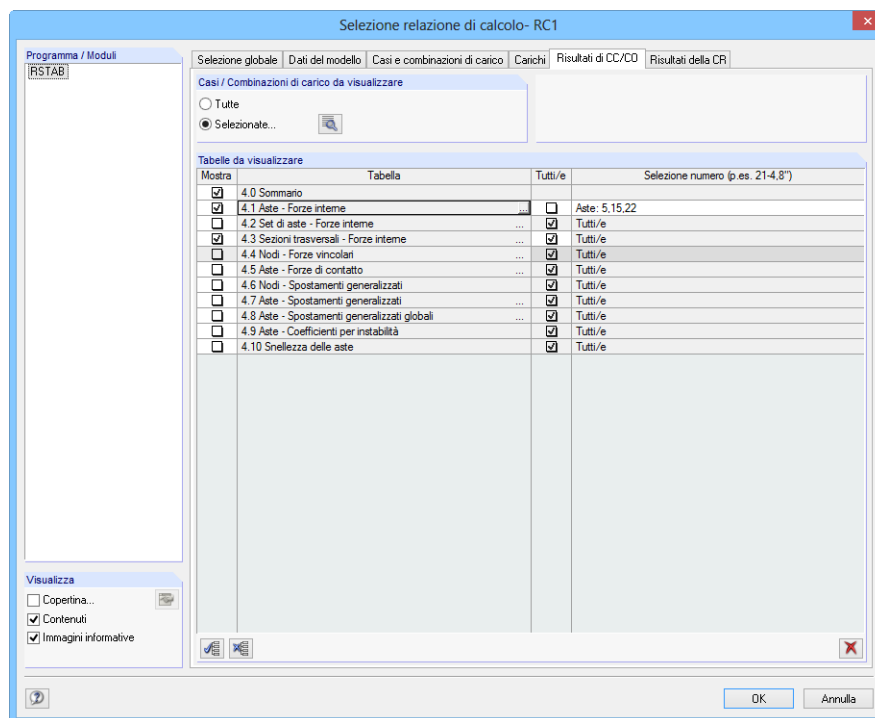 Selezione relazione di calcolo- RC1
Programma / Moduli
RSTAB
Selezione globale Dati del modello Casi e combinazioni di carico Carichi Risultati di CC/CO Risultati della CR
Casi / Combinazioni di carico da visualizzare
Tutte
Selezionate...
Tabelle da visualizzare
Mostra Tabella Tutti/e Selezione numero (p.es. 21-4,8")
4.0 Sommario
4.1 Aste - Forze interne ... Aste: 5,15,22
4.2 Set di aste - Forze interne ... Tutti/e
4.3 Sezioni trasversali - Forze interne ... Tutti/e
4.4 Nodi - Forze vincolari ... Tutti/e
4.5 Aste - Forze di contatto ... Tutti/e
4.6 Nodi - Spostamenti generalizzati Tutti/e
4.7 Aste - Spostamenti generalizzati ... Tutti/e
4.8 Aste - Spostamenti generalizzati globali ... Tutti/e
4.9 Aste - Coefficienti per instabilità Tutti/e
4.10 Snellezza delle aste Tutti/e
Visualizza
Copertina...
Contenuti
Immagini informative
OK Annulla